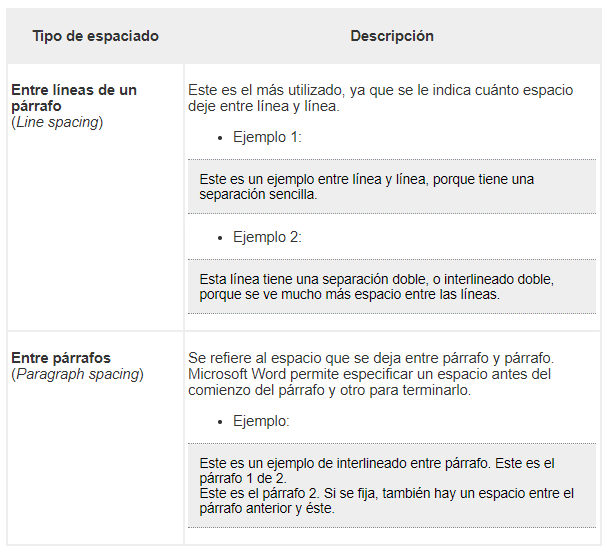 Tipo de espaciado
Descripción
Entre líneas de un
párrafo
(Line spacing)
Este es el más utilizado, ya que se le indica cuánto espacio
deje entre línea y línea.
• Ejemplo 1:
Este es un ejemplo entre línea y línea, porque tiene una
separación sencilla.
• Ejemplo 2:
Esta línea tiene una separación doble, o interlineado doble,
porque se ve mucho más espacio entre las líneas.
Entre párrafos
(Paragraph spacing)
Se refiere al espacio que se deja entre párrafo y párrafo.
Microsoft Word permite especificar un espacio antes del
comienzo del párrafo y otro para terminarlo.
• Ejemplo:
Este es un ejemplo de interlineado entre párrafo. Este es el
párrafo 1 de 2.
Este es el párrafo 2. Si se fija, también hay un espacio entre el
párrafo anterior y éste.